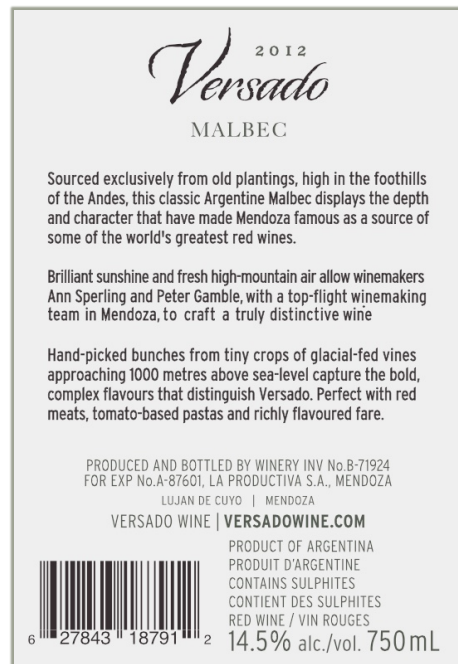 2012
Versado
MALBEC
Sourced exclusively from old plantings, high in the foothills
of the Andes, this classic Argentine Malbec displays the depth
and character that have made Mendoza famous as a source of
some of the world's greatest red wines.
Brilliant sunshine and fresh high-mountain air allow winemakers
Ann Sperling and Peter Gamble, with a top-flight winemaking
team in Mendoza, to craft a truly distinctive wine
Hand-picked bunches from tiny crops of glacial-fed vines
approaching 1000 metres above sea-level capture the bold,
complex flavours that distinguish Versado. Perfect with red
meats, tomato-based pastas and richly flavoured fare.
PRODUCED AND BOTTLED BY WINERY INV No.B-71924
FOR EXP No.A-87601, LA PRODUCTIVA S.A., MENDOZA
LUJAN DE CUYO | MENDOZA
VERSADO WINE | VERSADOWINE.COM
PRODUCT OF ARGENTINA
PRODUIT D'ARGENTINE
CONTAINS SULPHITES
CONTIENT DES SULPHITES
RED WINE / VIN ROUGES
14.5% alc./vol. 750 mL
6 27843 18791 2